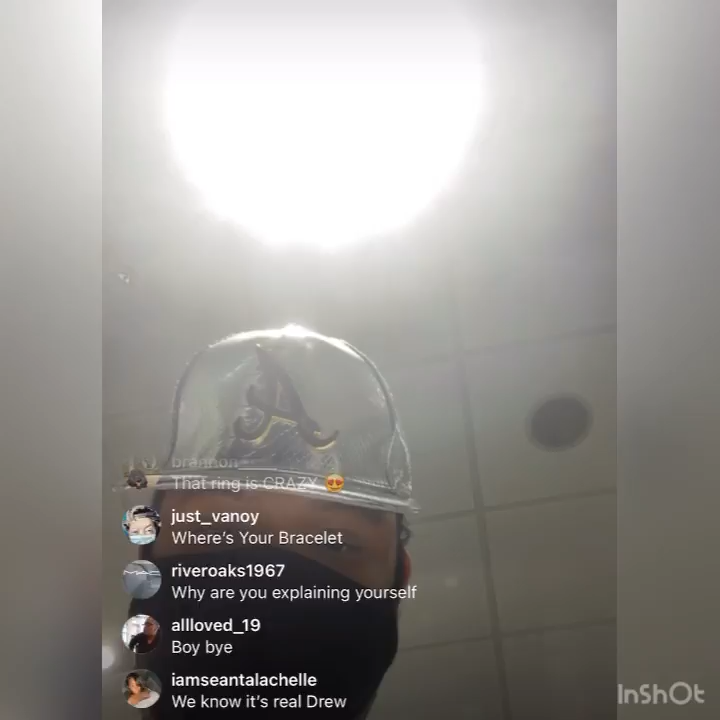 A
brannon
That ring is CRAZY 😍
just_vanoy
Where's Your Bracelet
riveroaks1967
Why are you explaining yourself
allloved_19
Boy bye
iamseantalachelle
We know it's real Drew
InShOt